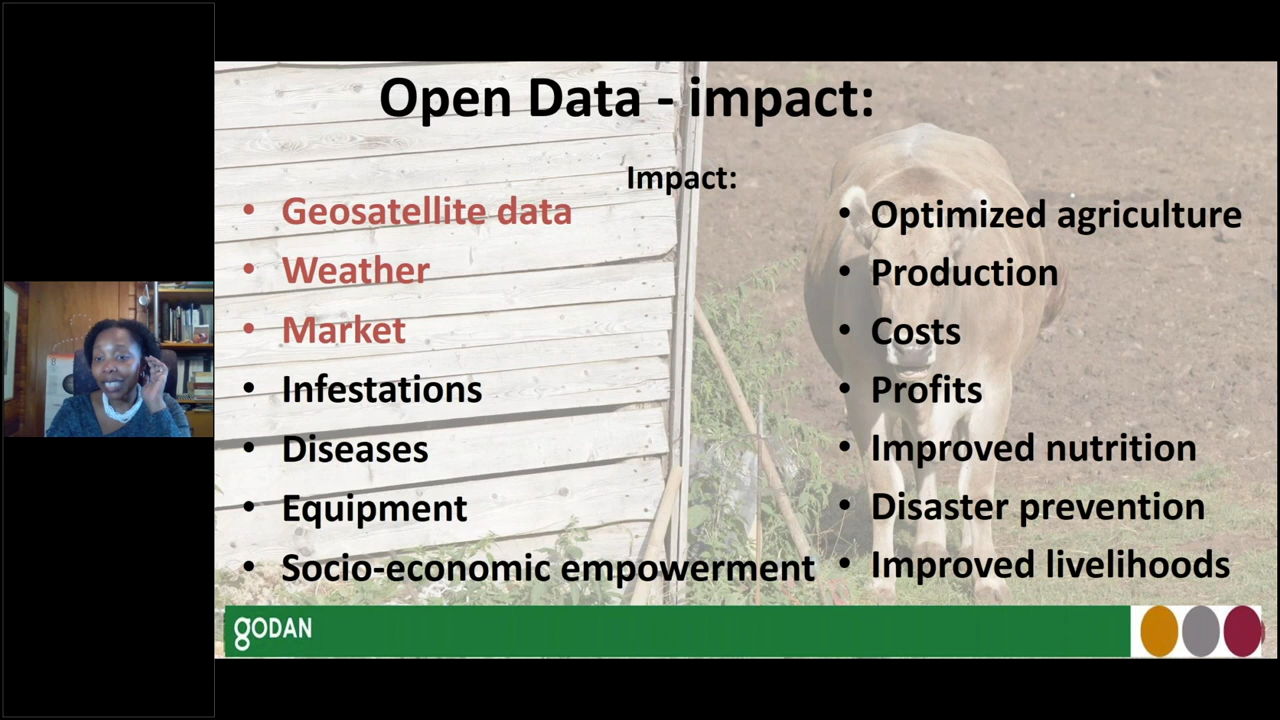 Open Data - impact:
Impact:
• Geosatellite data
• Weather
• Market
• Infestations
• Diseases
• Equipment
• Socio-economic empowerment
• Optimized agriculture
• Production
• Costs
• Profits
• Improved nutrition
• Disaster prevention
• Improved livelihoods
gODAN